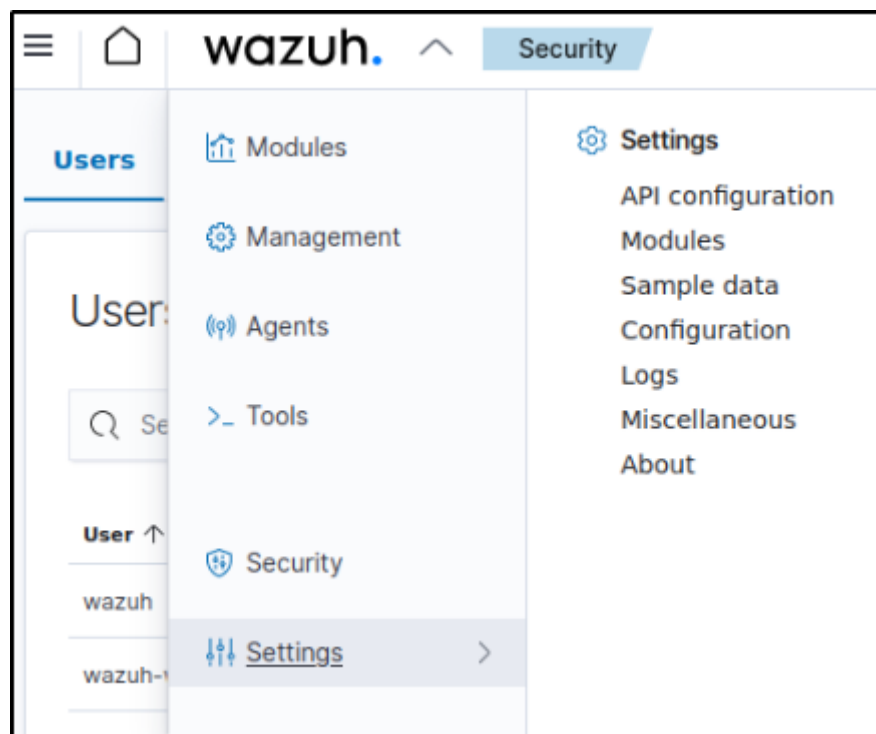 wazuh. Security
Users
Modules
Management
Agents
>_ Tools
Security
Settings
Settings
API configuration
Modules
Sample data
Configuration
Logs
Miscellaneous
About
User ↑
wazuh